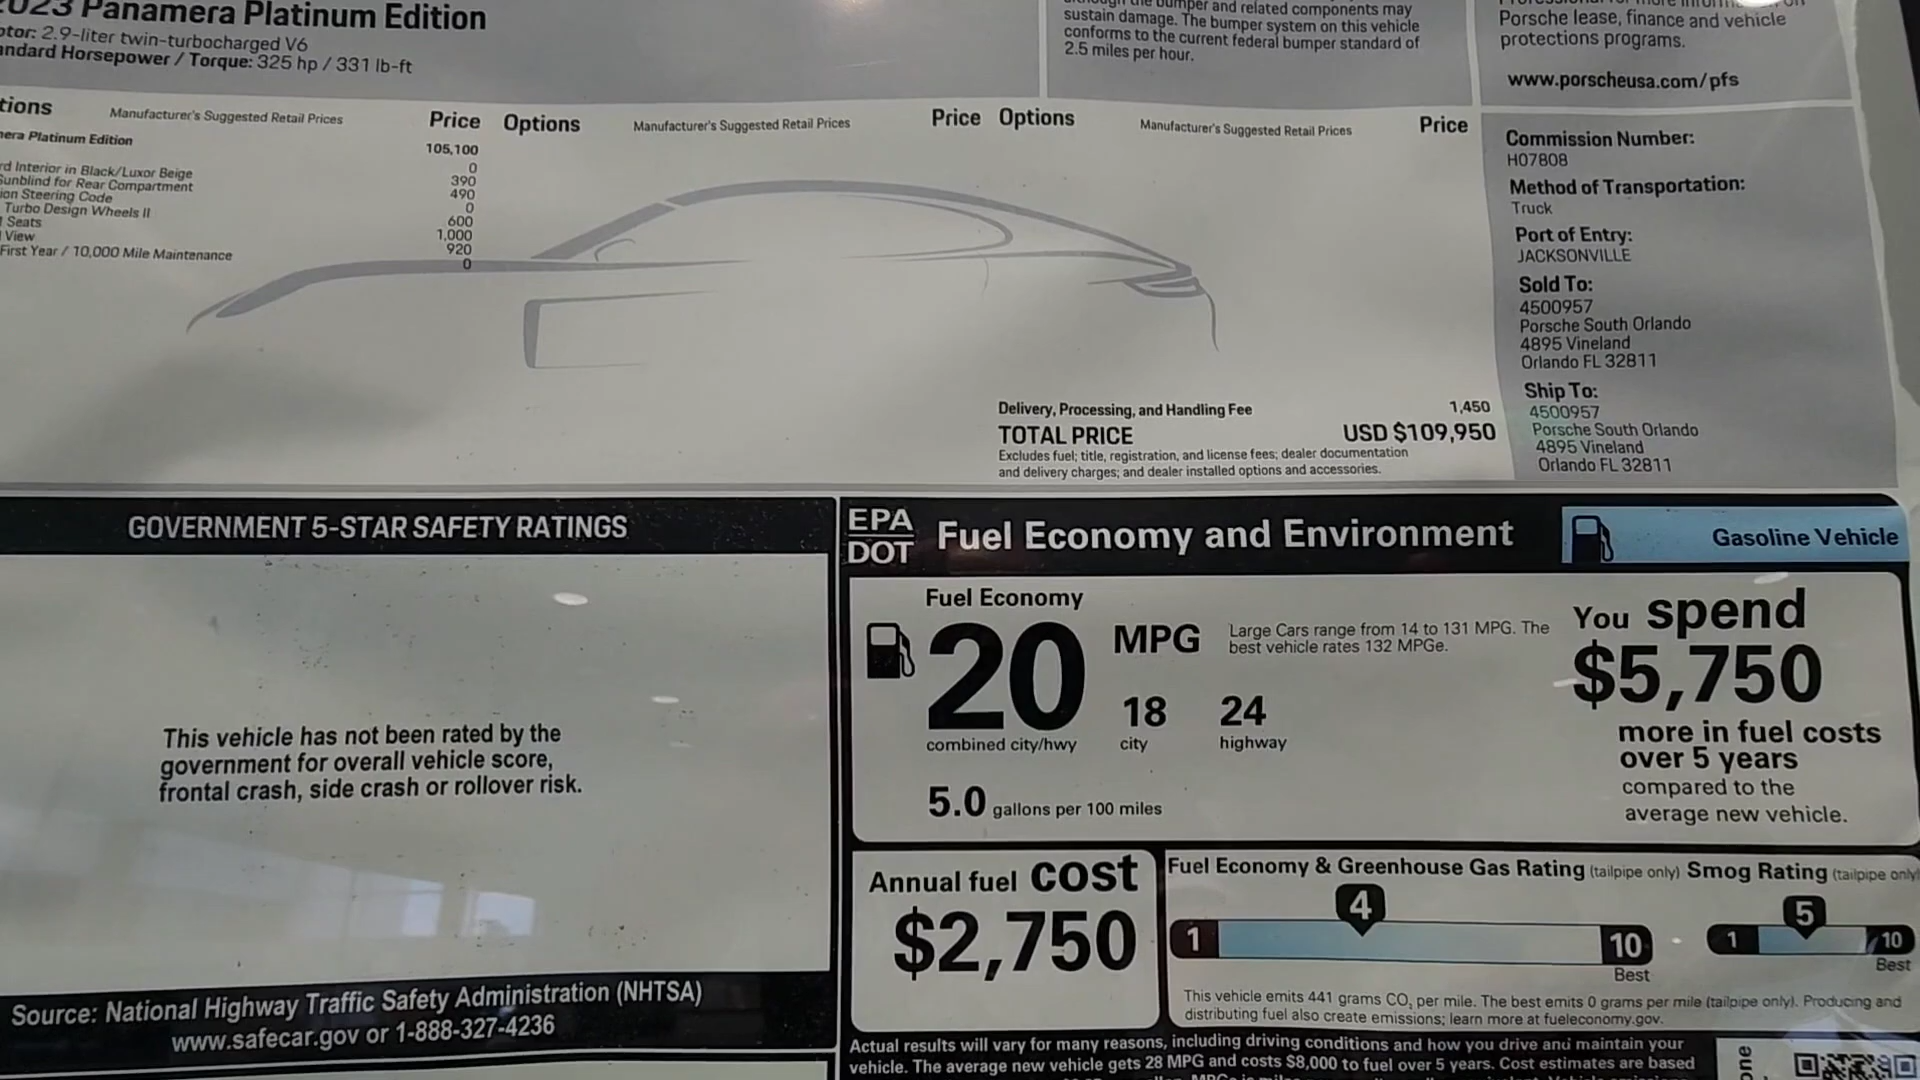 2023 Panamera Platinum Edition
otor: 2.9-liter twin-turbocharged V6
andard Horsepower / Torque: 325 hp / 331 lb-ft
the bumper and related components may
sustain damage. The bumper system on this vehicle
conforms to the current federal bumper standard of
2.5 miles per hour.
Porsche lease, finance and vehicle
protections programs.
www.porscheusa.com/pfs
tions Manufacturer's Suggested Retail Prices Price Options Manufacturer's Suggested Retail Prices Price Options Manufacturer's Suggested Retail Prices Price
mera Platinum Edition 105,100
rd Interior in Black/Luxor Beige 0
Sunblind for Rear Compartment 390
ion Steering Code 490
Turbo Design Wheels II 0
l Seats 600
l View 1,000
920
First Year / 10,000 Mile Maintenance 0
Commission Number:
H07808
Method of Transportation:
Truck
Port of Entry:
JACKSONVILLE
Sold To:
4500957
Porsche South Orlando
4895 Vineland
Orlando FL 32811
Ship To:
4500957
Porsche South Orlando
4895 Vineland
Orlando FL 32811
Delivery, Processing, and Handling Fee 1,450
TOTAL PRICE USD $109,950
Excludes fuel; title, registration, and license fees; dealer documentation
and delivery charges; and dealer installed options and accessories.
GOVERNMENT 5-STAR SAFETY RATINGS
This vehicle has not been rated by the
government for overall vehicle score,
frontal crash, side crash or rollover risk.
Source: National Highway Traffic Safety Administration (NHTSA)
www.safecar.gov or 1-888-327-4236
EPA
DOT
Fuel Economy and Environment
Gasoline Vehicle
Fuel Economy
20 MPG
combined city/hwy
18
city
24
highway
Large Cars range from 14 to 131 MPG. The
best vehicle rates 132 MPGe.
5.0 gallons per 100 miles
You spend
$5,750
more in fuel costs
over 5 years
compared to the
average new vehicle.
Annual fuel cost
$2,750
Fuel Economy & Greenhouse Gas Rating (tailpipe only)
4
1 10
Best
Smog Rating (tailpipe only)
5
1 10
Best
This vehicle emits 441 grams CO2 per mile. The best emits 0 grams per mile (tailpipe only). Producing and
distributing fuel also create emissions; learn more at fueleconomy.gov.
Actual results will vary for many reasons, including driving conditions and how you drive and maintain your
vehicle. The average new vehicle gets 28 MPG and costs $8,000 to fuel over 5 years. Cost estimates are based
one